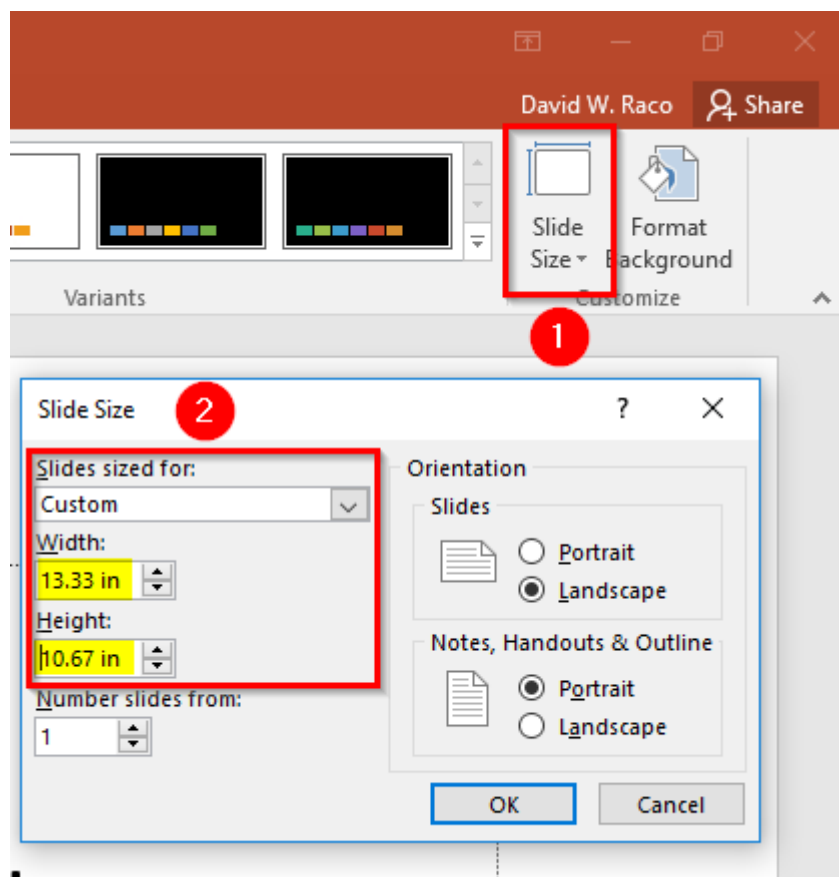 David W. Raco Share
Slide Size
Format Background
Variants
Customize
1
Slide Size 2 ?
Slides sized for:
Custom
Width:
13.33 in
Height:
10.67 in
Number slides from:
1
Orientation
Slides
Portrait
Landscape
Notes, Handouts & Outline
Portrait
Landscape
OK Cancel